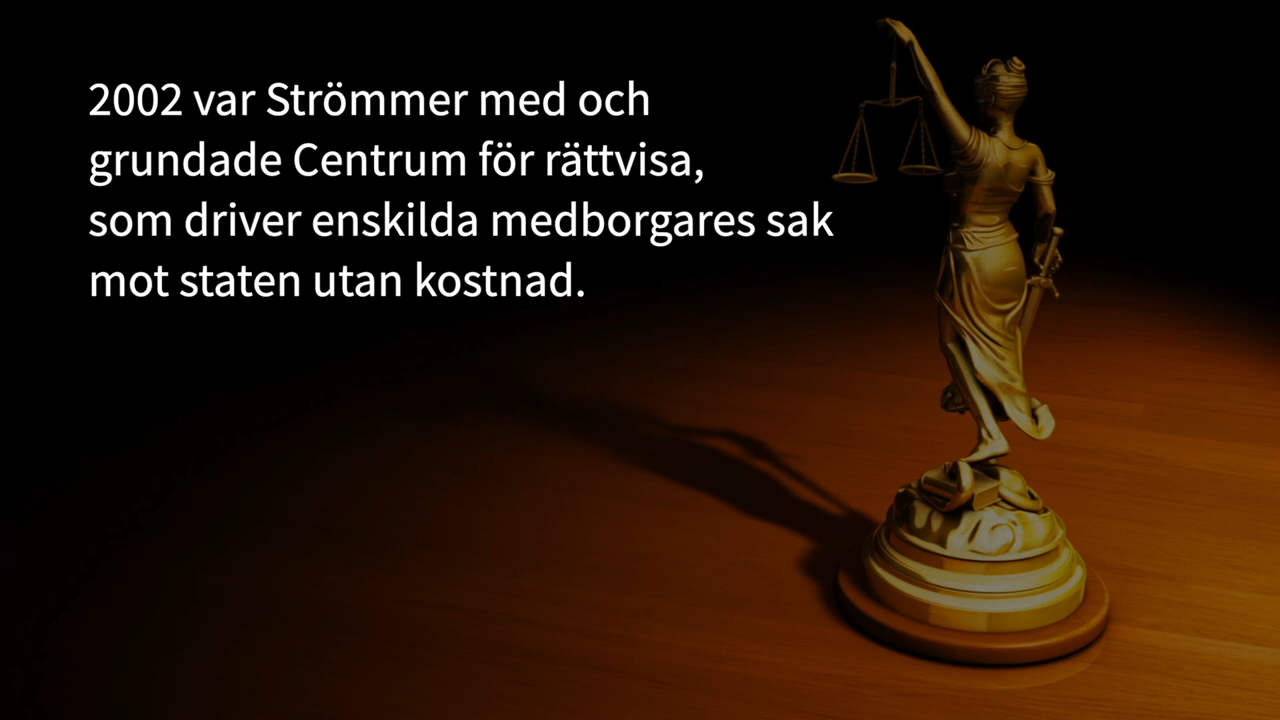 2002 var Strömmer med och
grundade Centrum för rättvisa,
som driver enskilda medborgares sak
mot staten utan kostnad.